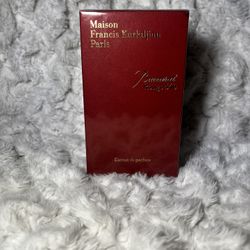 Maison
Francis Kurkdjian
Paris
Baccarat
Rouge 540
Extrait de parfum